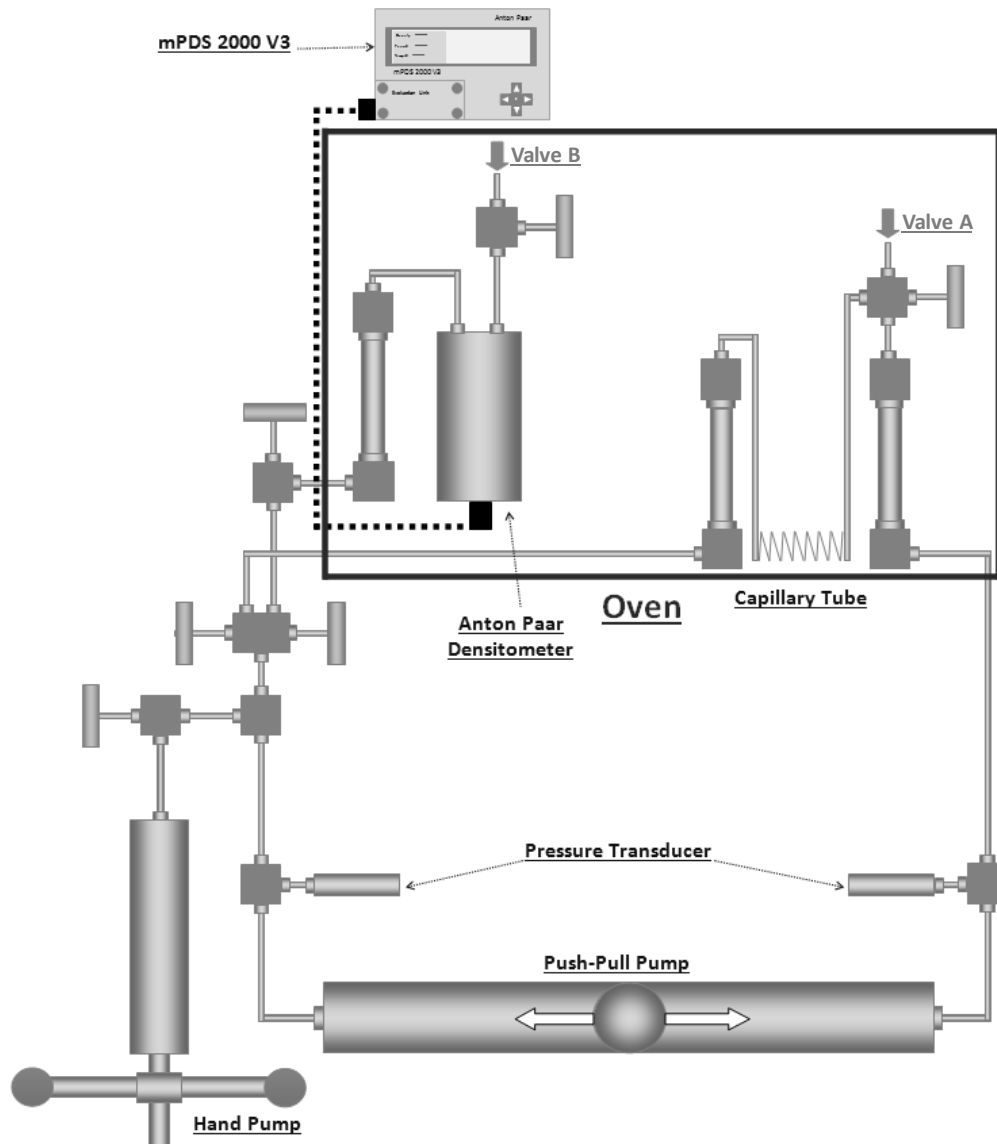 Anton Paar
mPDS 2000 V3
mPDS 2000 V3
Evaluation Unit
Valve B
Valve A
Capillary Tube
Oven
Anton Paar
Densitometer
Pressure Transducer
Push-Pull Pump
Hand Pump